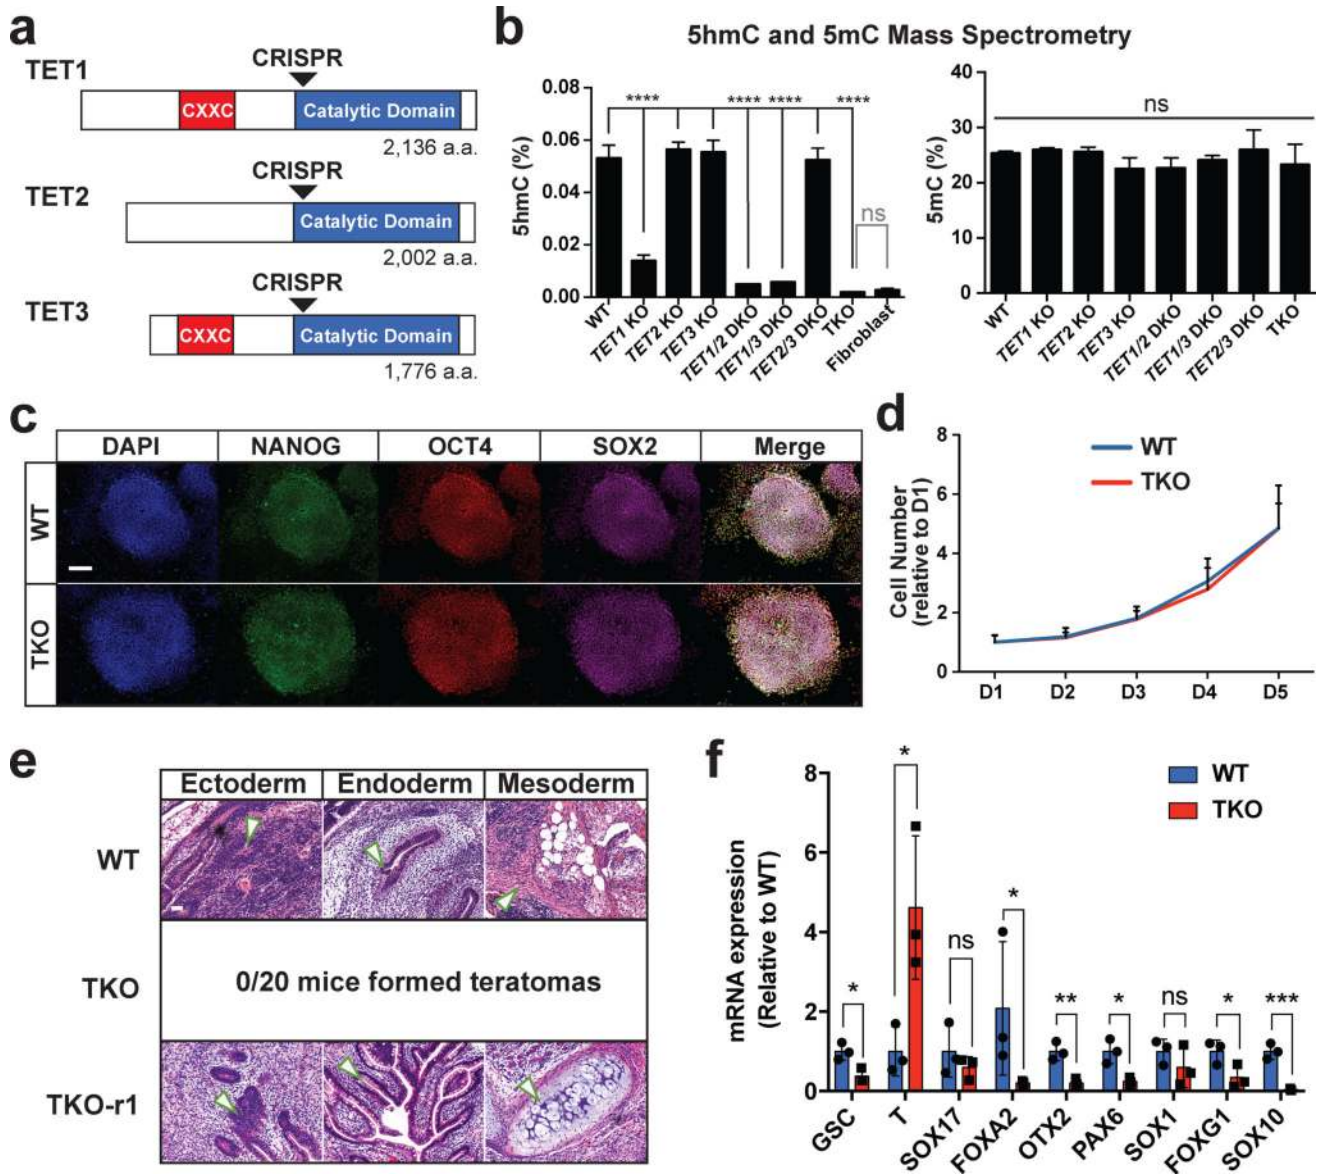 a
TET1
CRISPR
CXXC
Catalytic Domain
2,136 a.a.
TET2
CRISPR
Catalytic Domain
2,002 a.a.
TET3
CRISPR
CXXC
Catalytic Domain
1,776 a.a.
b
5hmC and 5mC Mass Spectrometry
5hmC (%)
0.08
0.06
0.04
0.02
0.00
**** **** **** ****
ns
WT
TET1 KO
TET2 KO
TET3 KO
TET1/2 DKO
TET1/3 DKO
TET2/3 DKO
TKO
Fibroblast
5mC (%)
40
30
20
10
0
ns
WT
TET1 KO
TET2 KO
TET3 KO
TET1/2 DKO
TET1/3 DKO
TET2/3 DKO
TKO
c
DAPI NANOG OCT4 SOX2 Merge
WT
TKO
d
Cell Number
(relative to D1)
8
6
4
2
0
WT
TKO
D1 D2 D3 D4 D5
e
Ectoderm Endoderm Mesoderm
WT
TKO
0/20 mice formed teratomas
TKO-r1
f
mRNA expression
(Relative to WT)
8
6
4
2
0
WT
TKO
* * ns * ** * ns * ***
GSC
T
SOX17
FOXA2
OTX2
PAX6
SOX1
FOXG1
SOX10